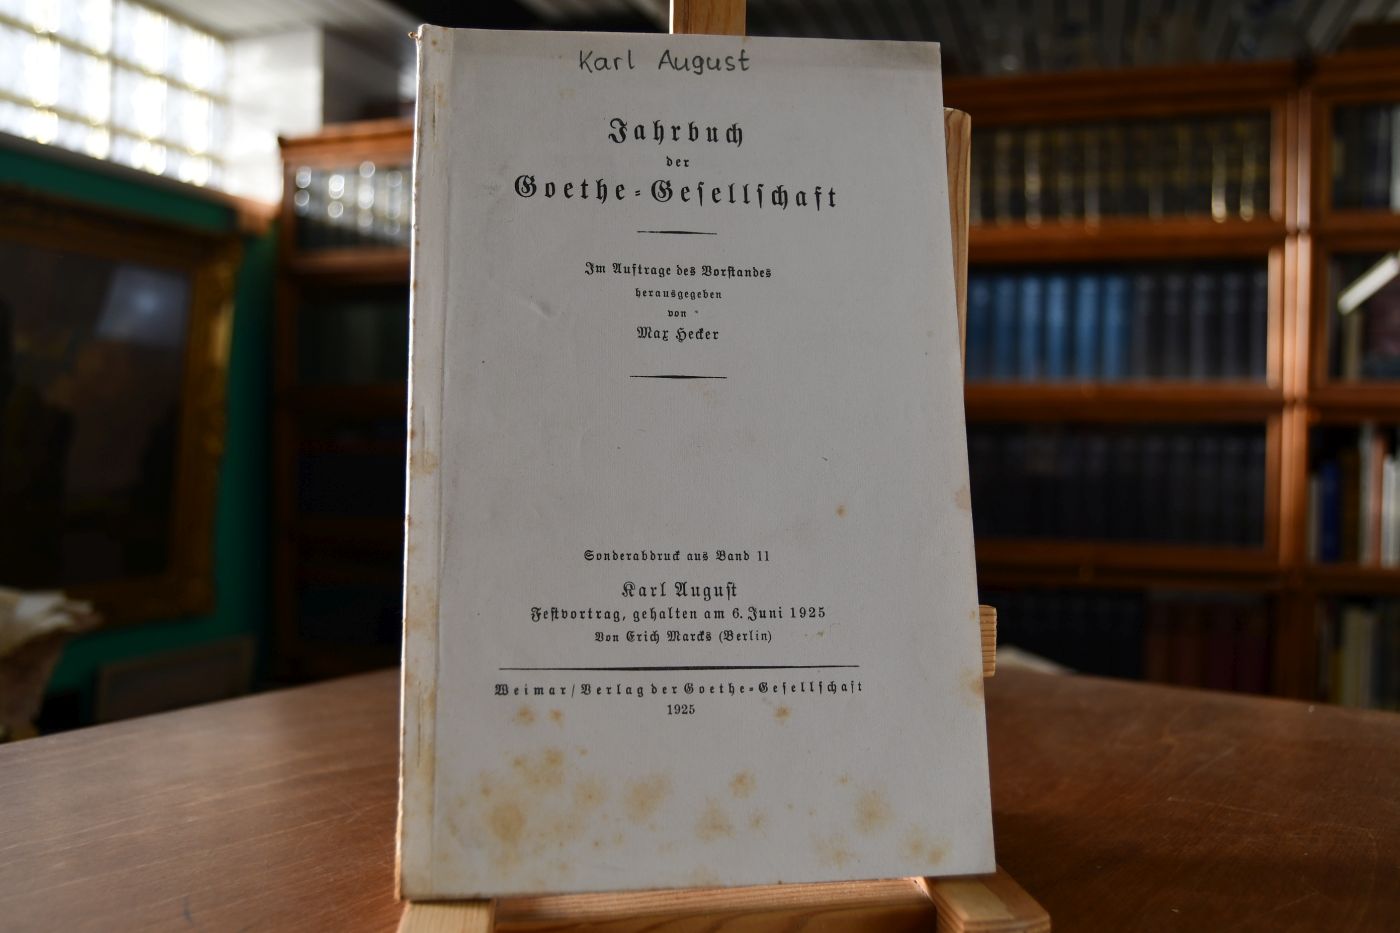 Karl August
Jahrbuch
der
Goethe-Geſellſchaft
Im Auftrage des Vorſtandes
herausgegeben
von
Max Hecker
Sonderabdruck aus Band 11
Karl Auguſt
Feſtvortrag, gehalten am 6. Juni 1925
Von Erich Marcks (Berlin)
Weimar / Verlag der Goethe-Geſellſchaft
1925